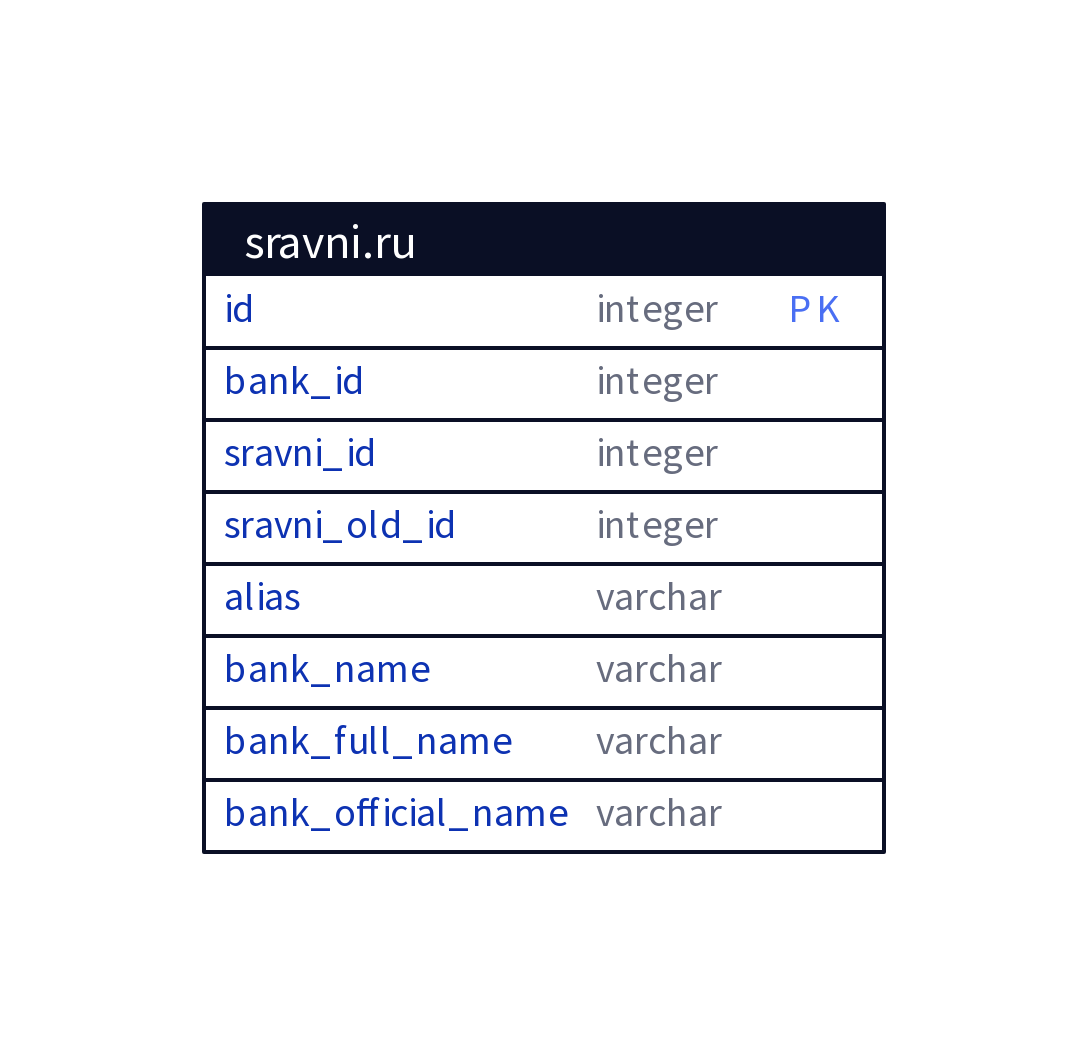 sravni.ru
id integer PK
bank_id integer
sravni_id integer
sravni_old_id integer
alias varchar
bank_name varchar
bank_full_name varchar
bank_official_name varchar